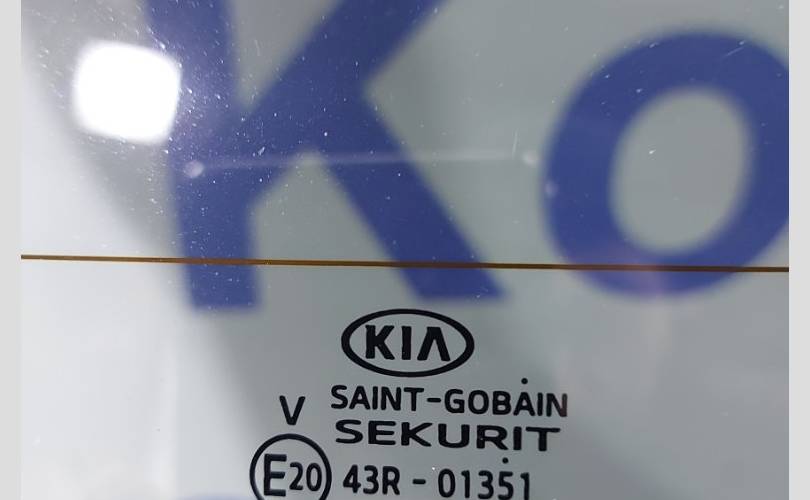 Ko
KIA
SAINT-GOBAIN
V SEKURIT
E20 43R - 01351